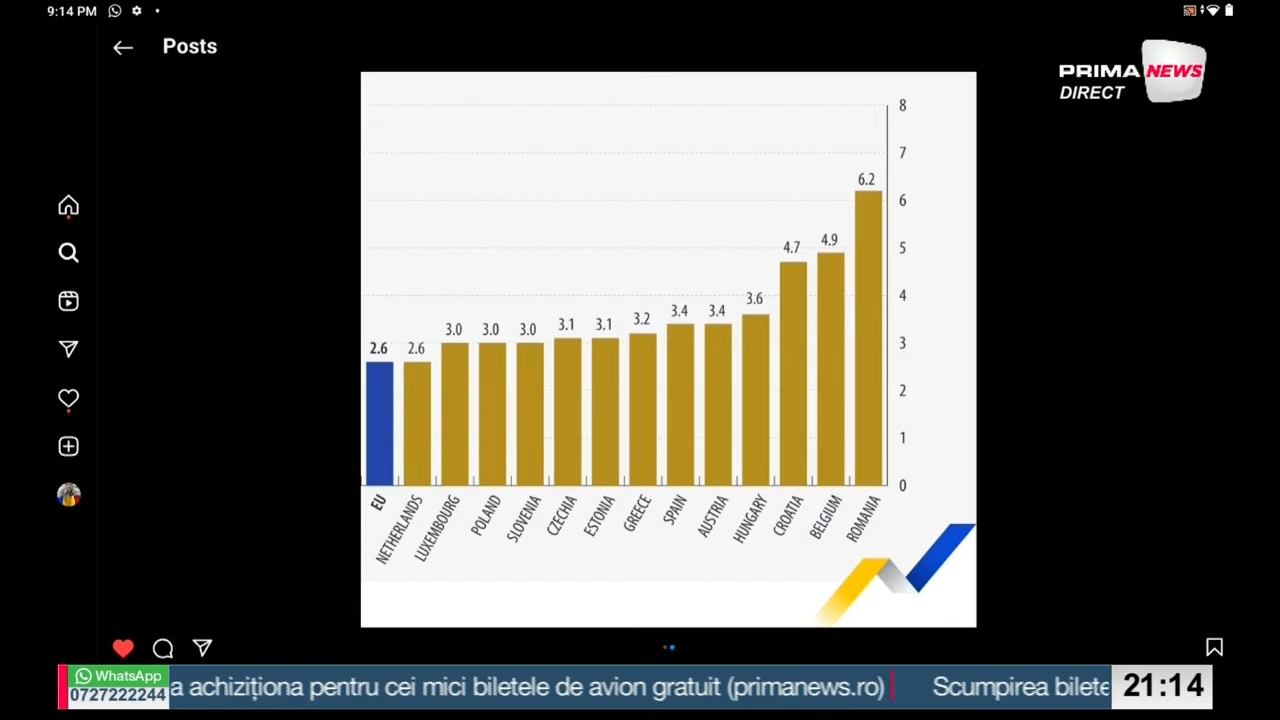 9:14 PM
Posts
PRIMA NEWS
DIRECT
8
7
6
5
4
3
2
1
0
2.6
2.6
3.0
3.0
3.0
3.1
3.1
3.2
3.4
3.4
3.6
4.7
4.9
6.2
EU
NETHERLANDS
LUXEMBOURG
POLAND
SLOVENIA
CZECHIA
ESTONIA
GREECE
SPAIN
AUSTRIA
HUNGARY
CROATIA
BELGIUM
ROMANIA
WhatsApp
0727222244
a achiziționa pentru cei mici biletele de avion gratuit (primanews.ro)
Scumpirea bilete
21:14